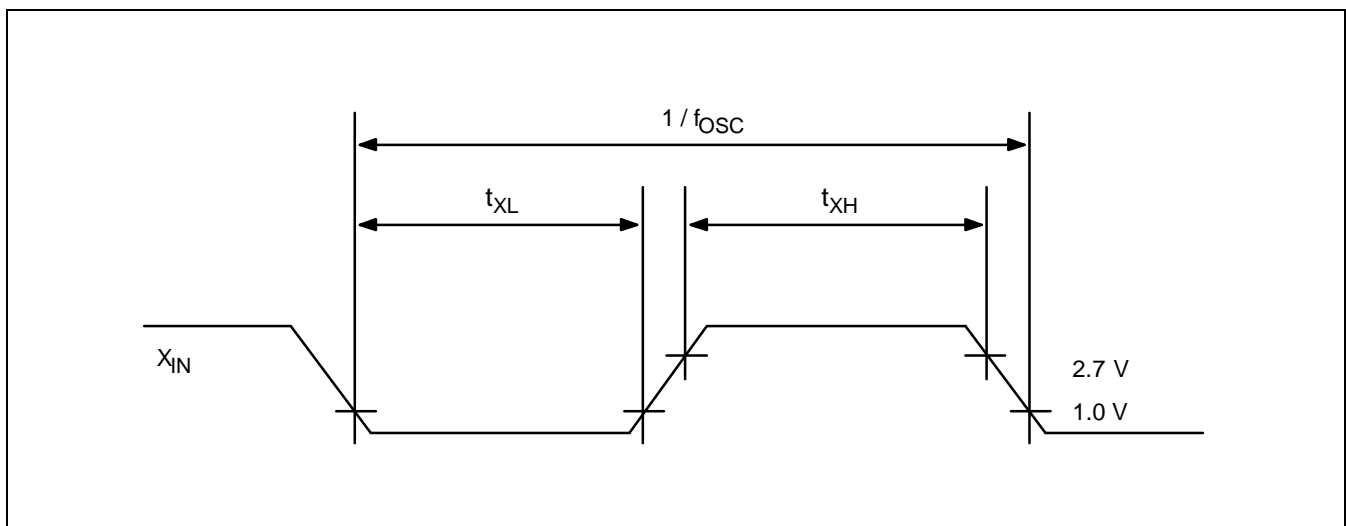 1 / fOSC
tXL
tXH
XIN
2.7 V
1.0 V